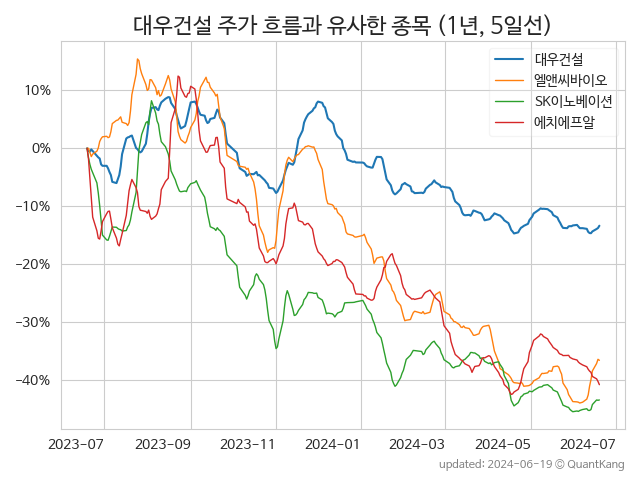 대우건설 주가 흐름과 유사한 종목 (1년, 5일선)
대우건설
엘앤씨바이오
SK이노베이션
에치에프알
10%
0%
−10%
−20%
−30%
−40%
2023-07 2023-09 2023-11 2024-01 2024-03 2024-05 2024-07
updated: 2024-06-19 © QuantKang